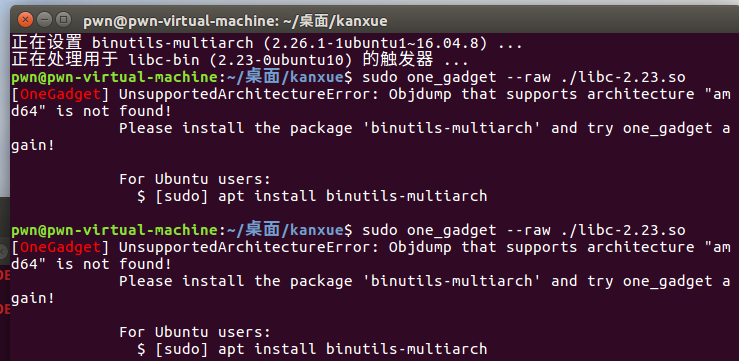 pwn@pwn-virtual-machine: ~/桌面/kanxue
正在设置 binutils-multiarch (2.26.1-1ubuntu1~16.04.8) ...
正在处理用于 libc-bin (2.23-0ubuntu10) 的触发器 ...
pwn@pwn-virtual-machine:~/桌面/kanxue$ sudo one_gadget --raw ./libc-2.23.so
[OneGadget] UnsupportedArchitectureError: Objdump that supports architecture "am
d64" is not found!
Please install the package 'binutils-multiarch' and try one_gadget a
gain!
For Ubuntu users:
$ [sudo] apt install binutils-multiarch
pwn@pwn-virtual-machine:~/桌面/kanxue$ sudo one_gadget --raw ./libc-2.23.so
[OneGadget] UnsupportedArchitectureError: Objdump that supports architecture "am
d64" is not found!
Please install the package 'binutils-multiarch' and try one_gadget a
gain!
For Ubuntu users:
$ [sudo] apt install binutils-multiarch